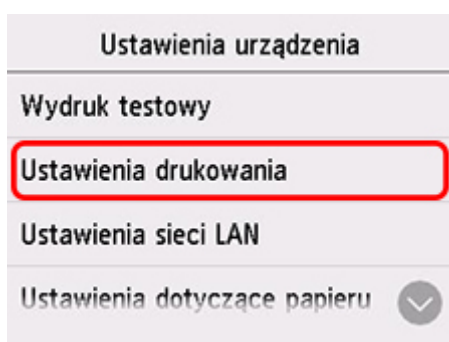 Ustawienia urządzenia
Wydruk testowy
Ustawienia drukowania
Ustawienia sieci LAN
Ustawienia dotyczące papieru